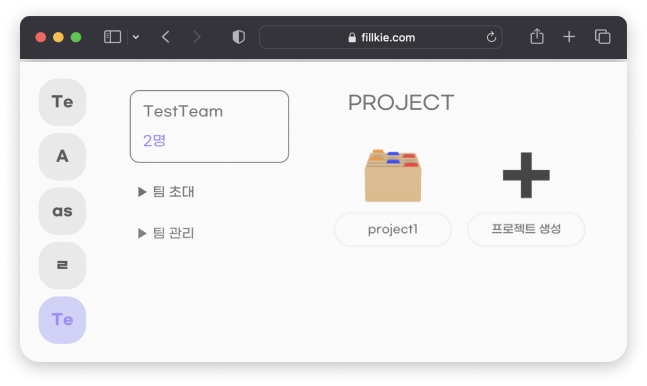 fillkie.com
Te
A
as
ㄹ
Te
TestTeam
2명
▶ 팀 초대
▶ 팀 관리
PROJECT
project1
프로젝트 생성